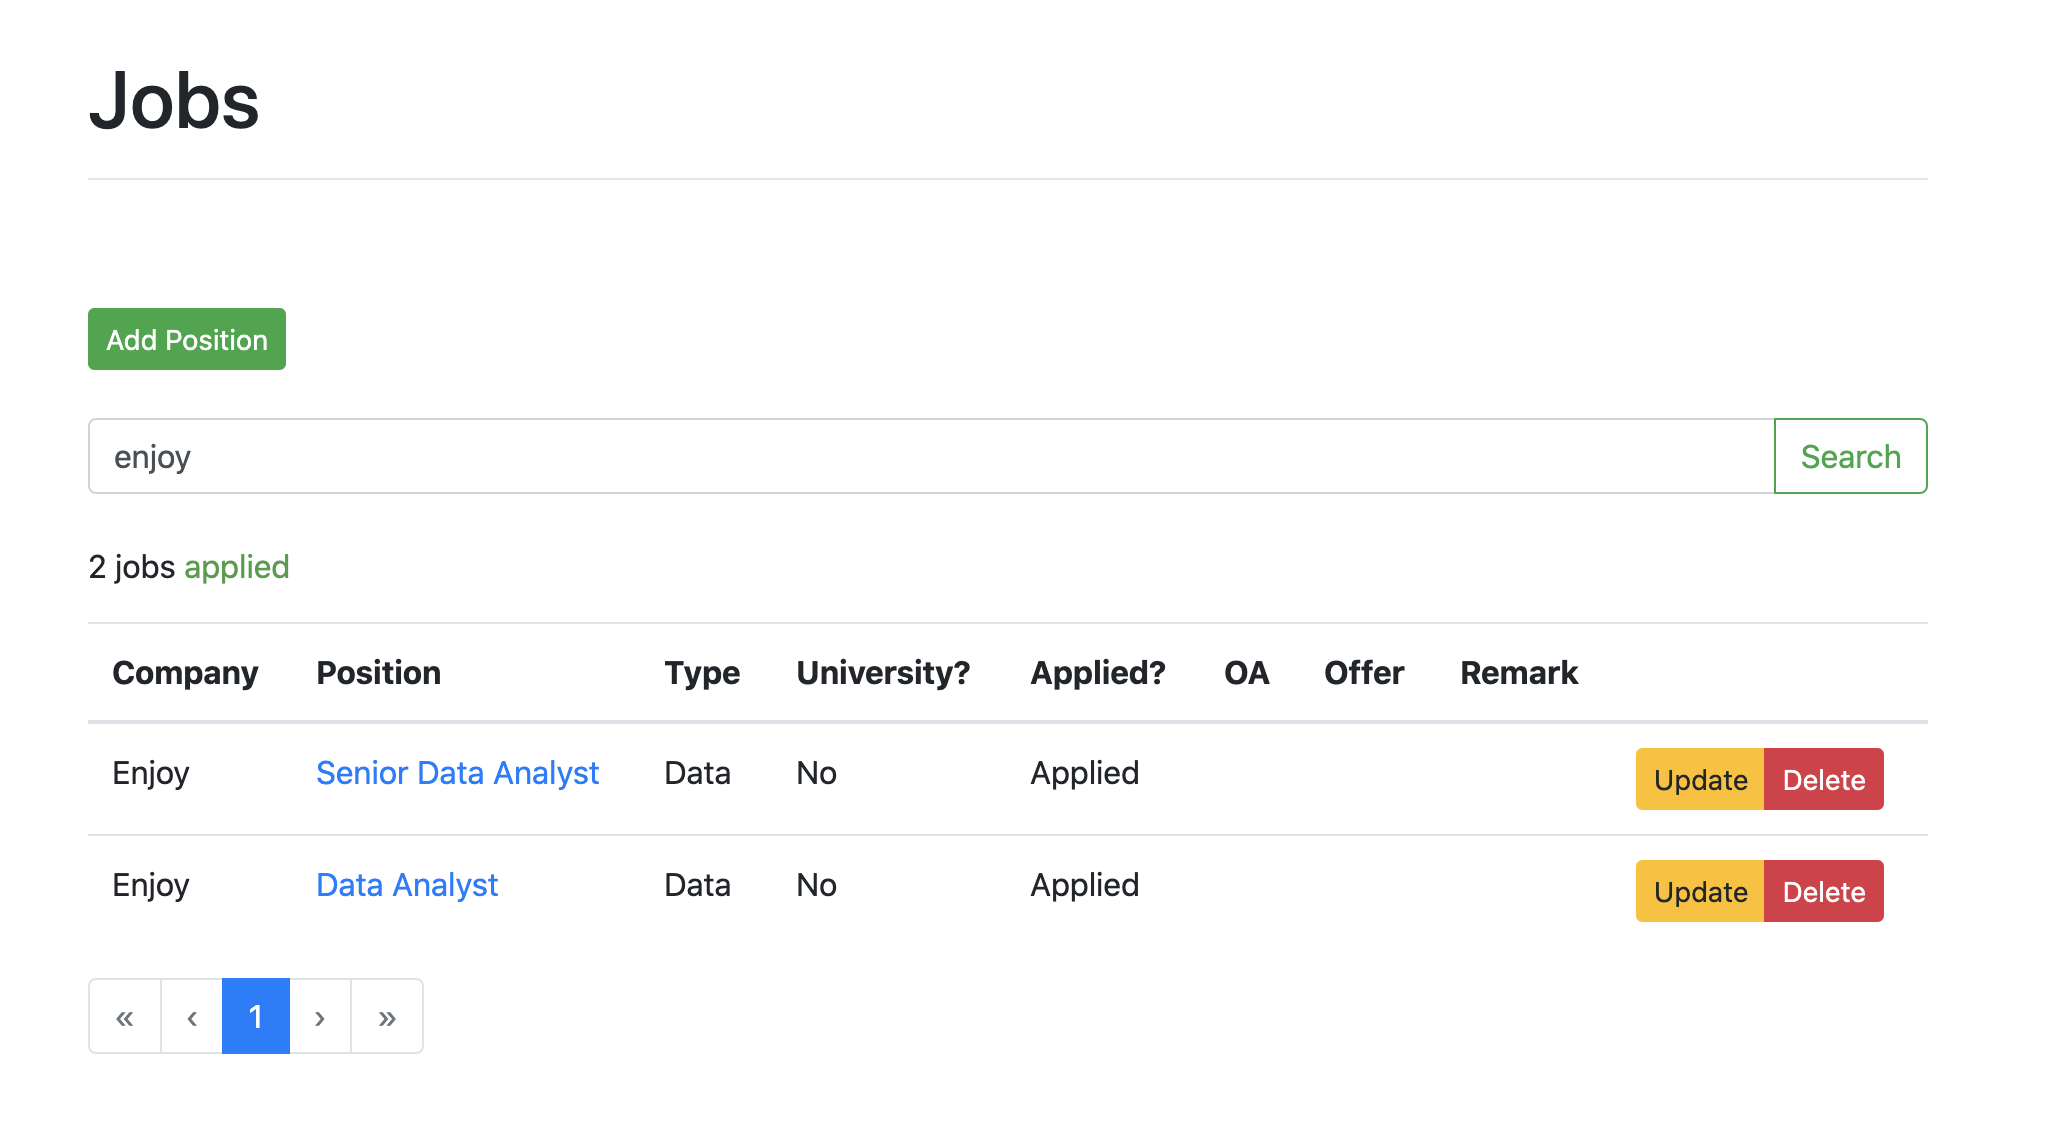 Jobs
Add Position
enjoy Search
2 jobs applied
Company Position Type University? Applied? OA Offer Remark
Enjoy Senior Data Analyst Data No Applied Update Delete
Enjoy Data Analyst Data No Applied Update Delete
« ‹ 1 › »